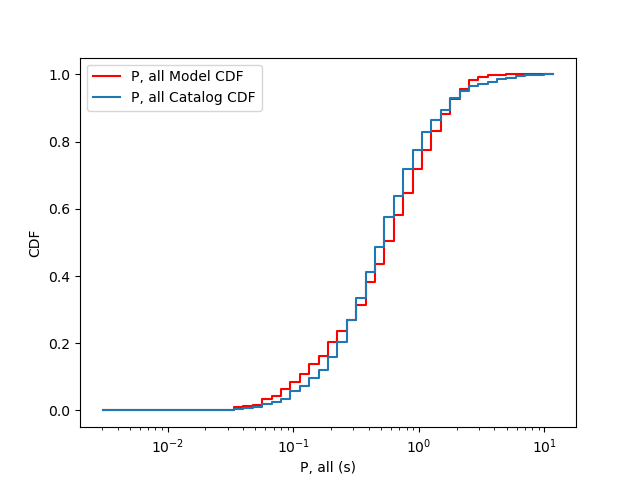 P, all Model CDF
P, all Catalog CDF
1.0
0.8
0.6
0.4
0.2
0.0
CDF
10⁻² 10⁻¹ 10⁰ 10¹
P, all (s)